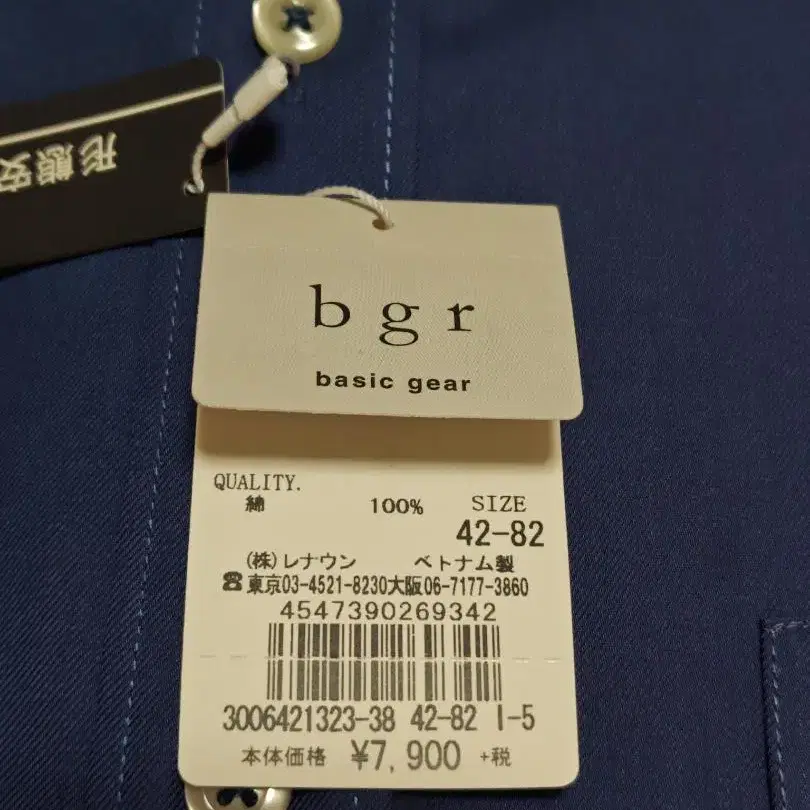 形態安
b g r
basic gear
QUALITY.
綿 100% SIZE
42-82
(株)レナウン ベトナム製
☎東京03-4521-8230大阪06-7177-3860
4547390269342
3006421323-38 42-82 I-5
本体価格 ¥7,900 +税